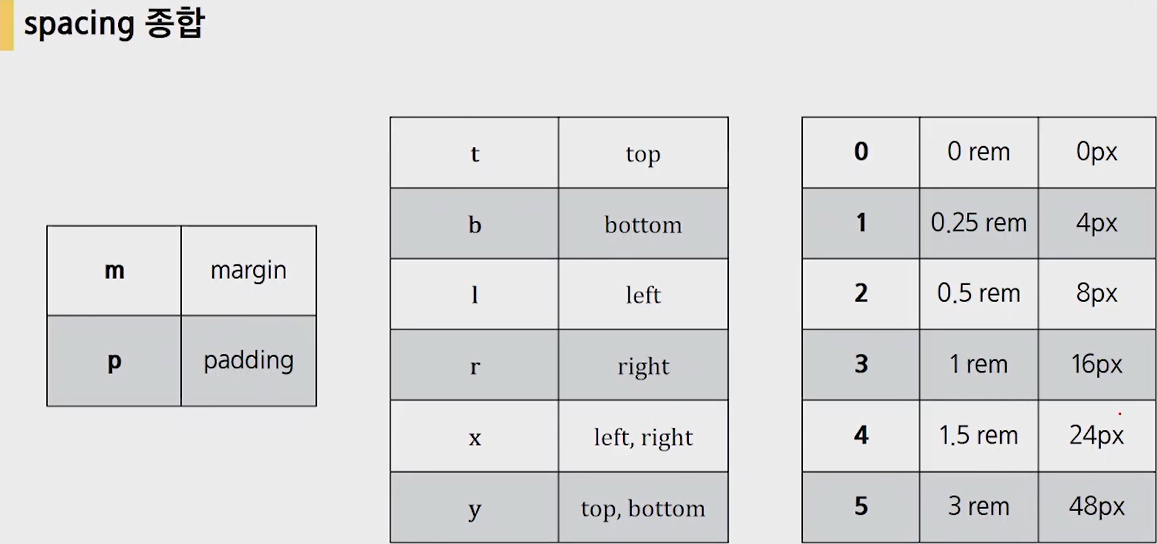 spacing 종합
m margin
p padding
t top
b bottom
l left
r right
x left, right
y top, bottom
0 0 rem 0px
1 0.25 rem 4px
2 0.5 rem 8px
3 1 rem 16px
4 1.5 rem 24px
5 3 rem 48px